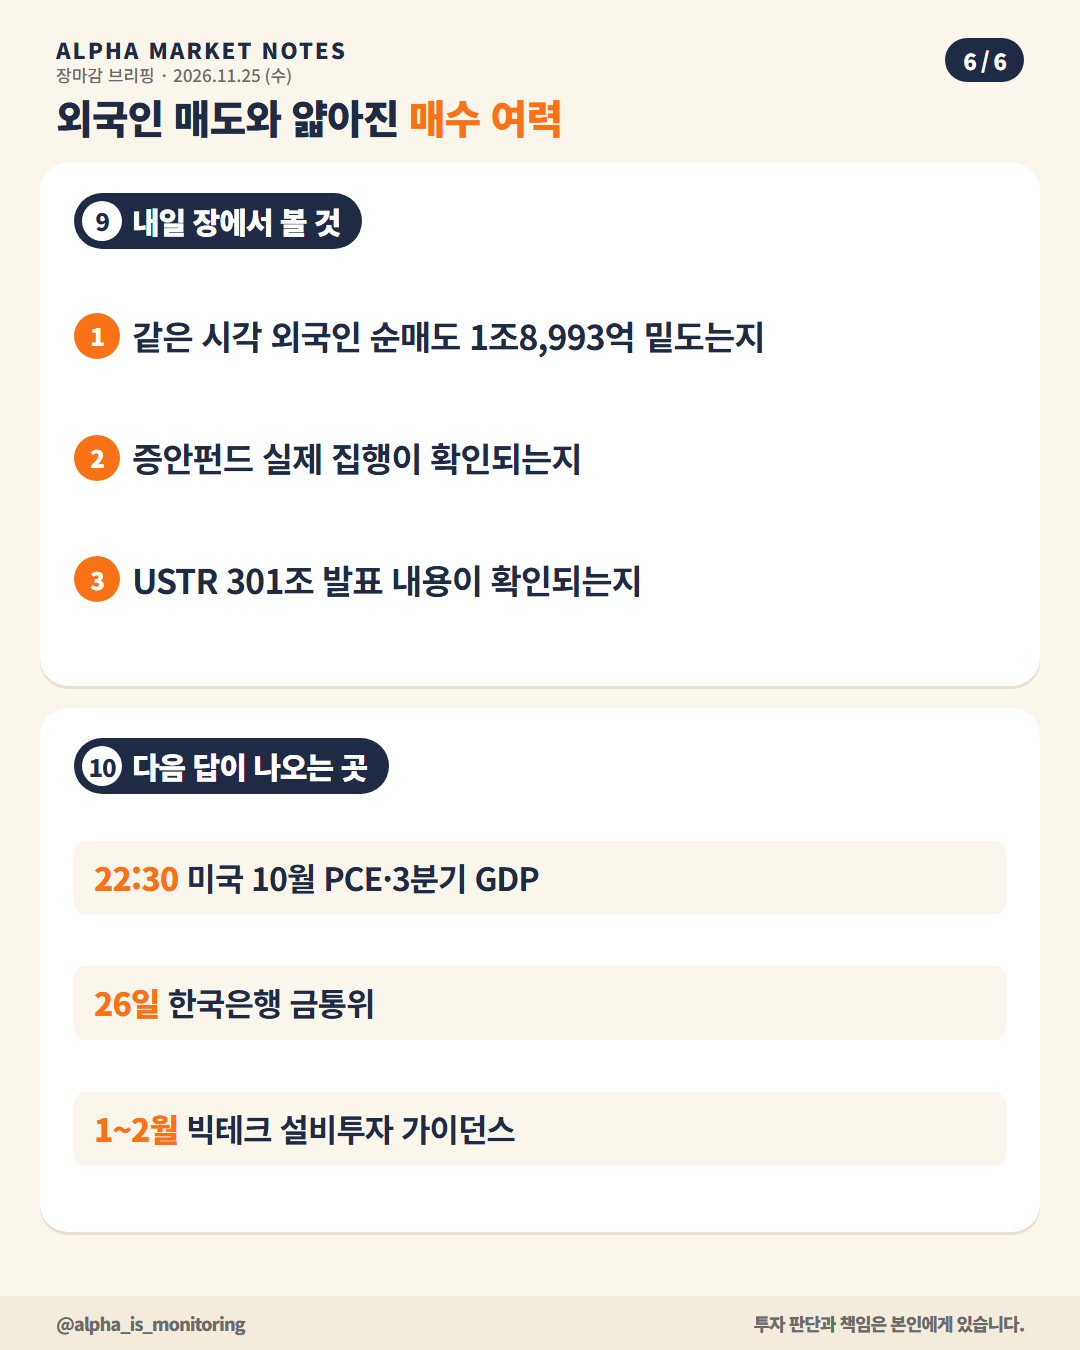 ALPHA MARKET NOTES
장마감 브리핑 · 2026.11.25 (수)
6 / 6
외국인 매도와 얇아진 매수 여력
9 내일 장에서 볼 것
1 같은 시각 외국인 순매도 1조8,993억 밑도는지
2 증안펀드 실제 집행이 확인되는지
3 USTR 301조 발표 내용이 확인되는지
10 다음 답이 나오는 곳
22:30 미국 10월 PCE·3분기 GDP
26일 한국은행 금통위
1~2월 빅테크 설비투자 가이던스
@alpha_is_monitoring
투자 판단과 책임은 본인에게 있습니다.